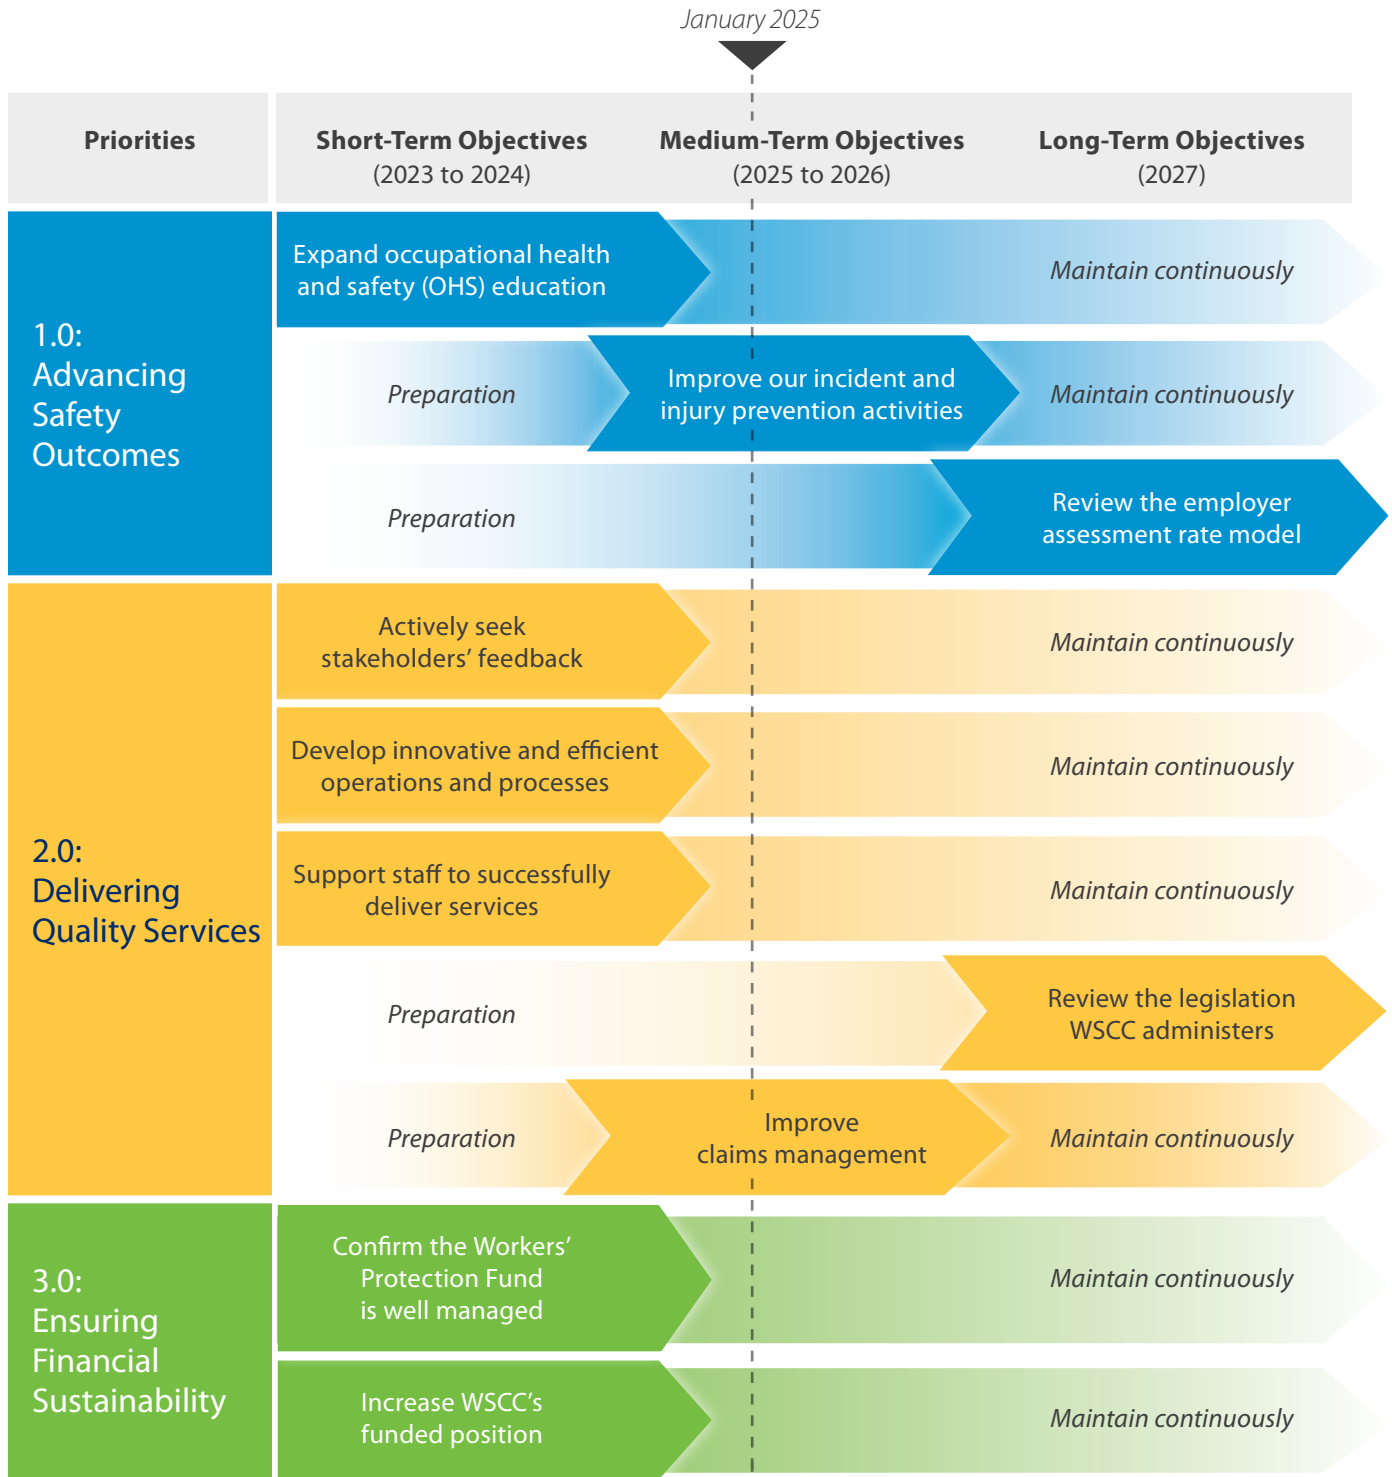 January 2025
Priorities
Short-Term Objectives
(2023 to 2024)
Medium-Term Objectives
(2025 to 2026)
Long-Term Objectives
(2027)
1.0:
Advancing
Safety
Outcomes
Expand occupational health
and safety (OHS) education
Maintain continuously
Preparation
Improve our incident and
injury prevention activities
Maintain continuously
Preparation
Review the employer
assessment rate model
2.0:
Delivering
Quality Services
Actively seek
stakeholders’ feedback
Maintain continuously
Develop innovative and efficient
operations and processes
Maintain continuously
Support staff to successfully
deliver services
Maintain continuously
Preparation
Review the legislation
WSCC administers
Preparation
Improve
claims management
Maintain continuously
3.0:
Ensuring
Financial
Sustainability
Confirm the Workers’
Protection Fund
is well managed
Maintain continuously
Increase WSCC’s
funded position
Maintain continuously